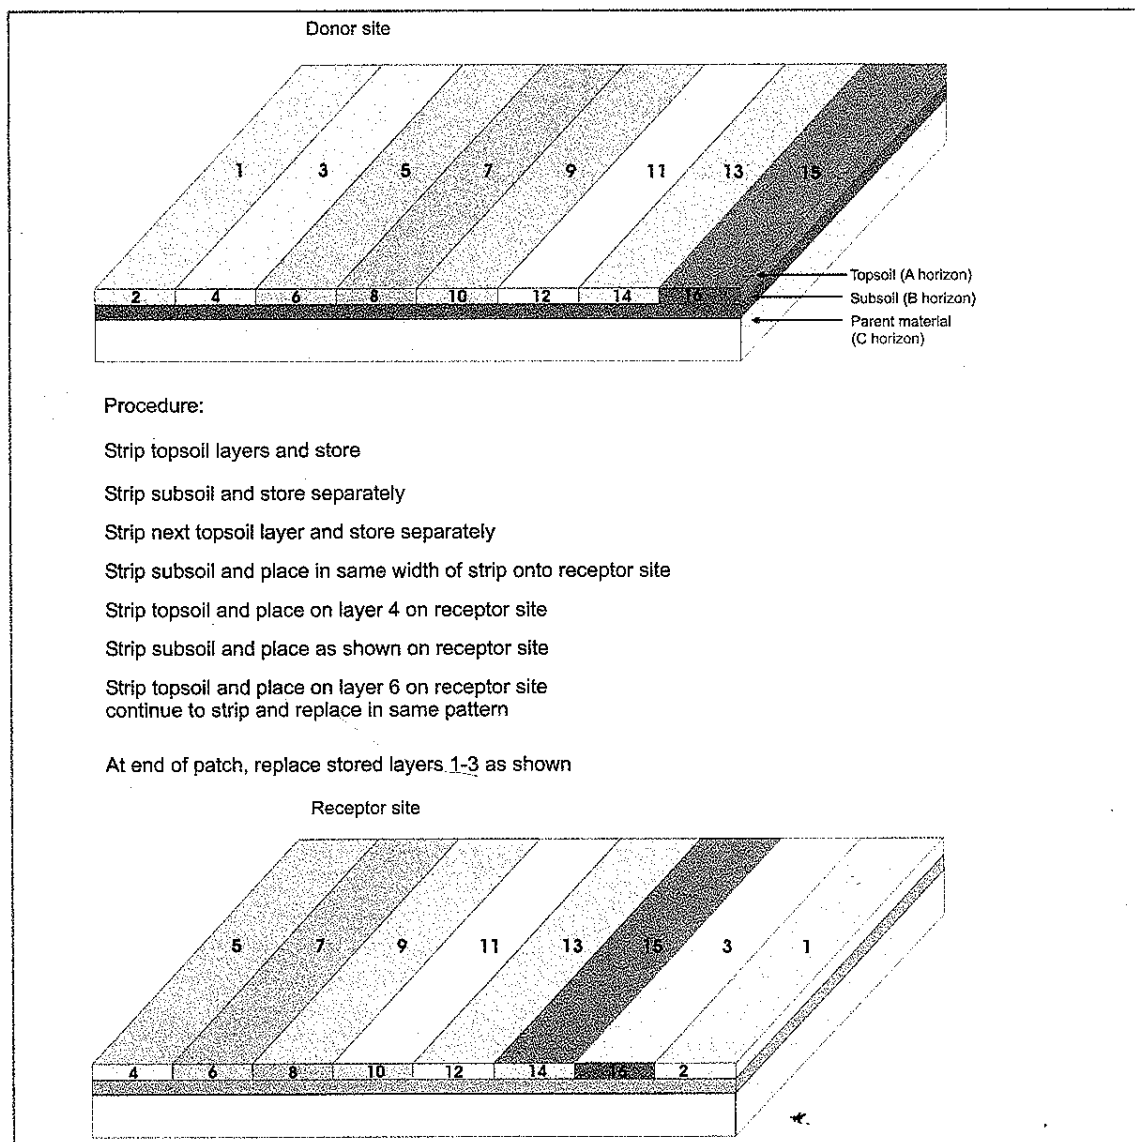 Donor site
1 3 5 7 9 11 13 15
2 4 6 8 10 12 14 16
Topsoil (A horizon)
Subsoil (B horizon)
Parent material
(C horizon)
Procedure:
Strip topsoil layers and store
Strip subsoil and store separately
Strip next topsoil layer and store separately
Strip subsoil and place in same width of strip onto receptor site
Strip topsoil and place on layer 4 on receptor site
Strip subsoil and place as shown on receptor site
Strip topsoil and place on layer 6 on receptor site
continue to strip and replace in same pattern
At end of patch, replace stored layers 1-3 as shown
Receptor site
5 7 9 11 13 15 3 1
4 6 8 10 12 14 16 2